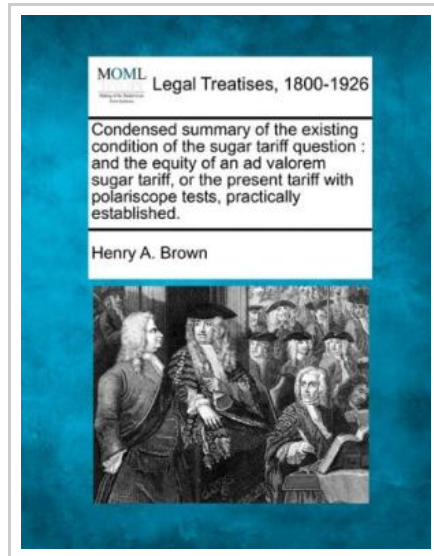 MOML
Legal Treatises, 1800-1926
Condensed summary of the existing
condition of the sugar tariff question :
and the equity of an ad valorem
sugar tariff, or the present tariff with
polariscope tests, practically
established.
Henry A. Brown